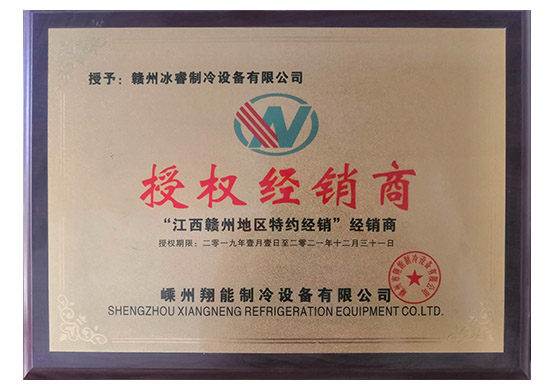 授予：赣州冰睿制冷设备有限公司
授权经销商
“江西赣州地区特约经销”经销商
授权期限：二零一九年壹月壹日至二零二一年十二月三十一日
嵊州翔能制冷设备有限公司
SHENGZHOU XIANGNENG REFRIGERATION EQUIPMENT CO.LTD.